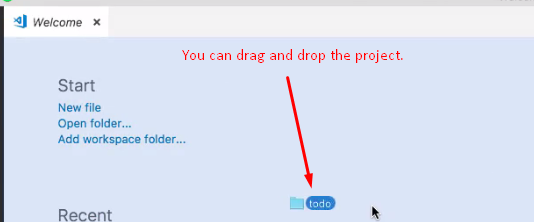 Welcome
You can drag and drop the project.
Start
New file
Open folder...
Add workspace folder...
todo
Recent